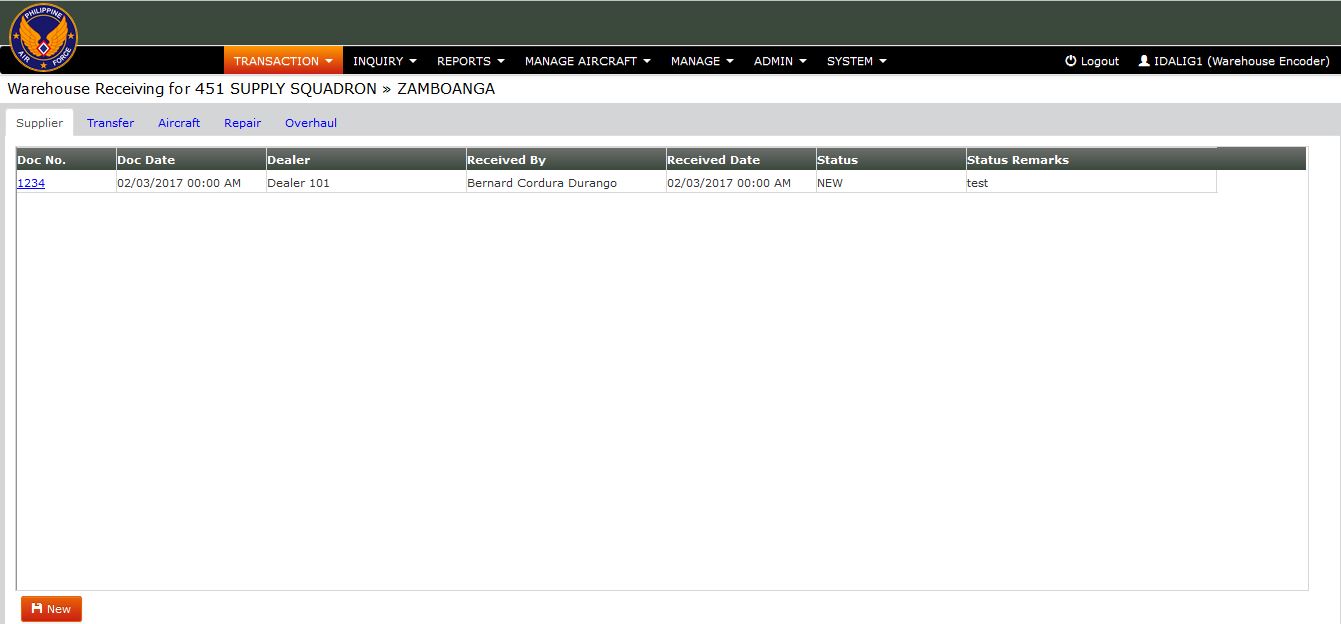 PHILIPPINE
AIR FORCE
TRANSACTION INQUIRY REPORTS MANAGE AIRCRAFT MANAGE ADMIN SYSTEM Logout IDALIG1 (Warehouse Encoder)
Warehouse Receiving for 451 SUPPLY SQUADRON » ZAMBOANGA
Supplier Transfer Aircraft Repair Overhaul
Doc No. Doc Date Dealer Received By Received Date Status Status Remarks
1234 02/03/2017 00:00 AM Dealer 101 Bernard Cordura Durango 02/03/2017 00:00 AM NEW test
New